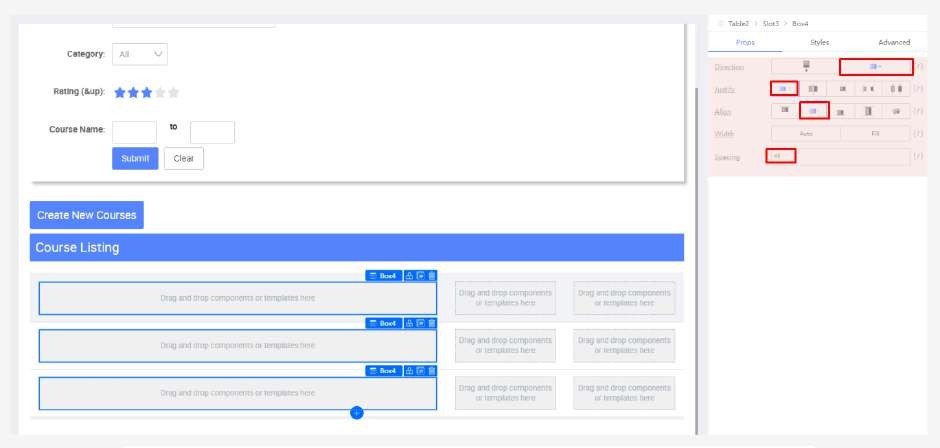 Table2 > Slot3 > Box4
Props Styles Advanced
Category: All
Direction
Rating (&up):
Justify
Align
Course Name: to
Width Auto Fill
Submit Clear
Spacing
Create New Courses
Course Listing
Box4
Drag and drop components or templates here
Drag and drop components
or templates here
Drag and drop components
or templates here
Box4
Drag and drop components or templates here
Drag and drop components
or templates here
Drag and drop components
or templates here
Box4
Drag and drop components or templates here
Drag and drop components
or templates here
Drag and drop components
or templates here